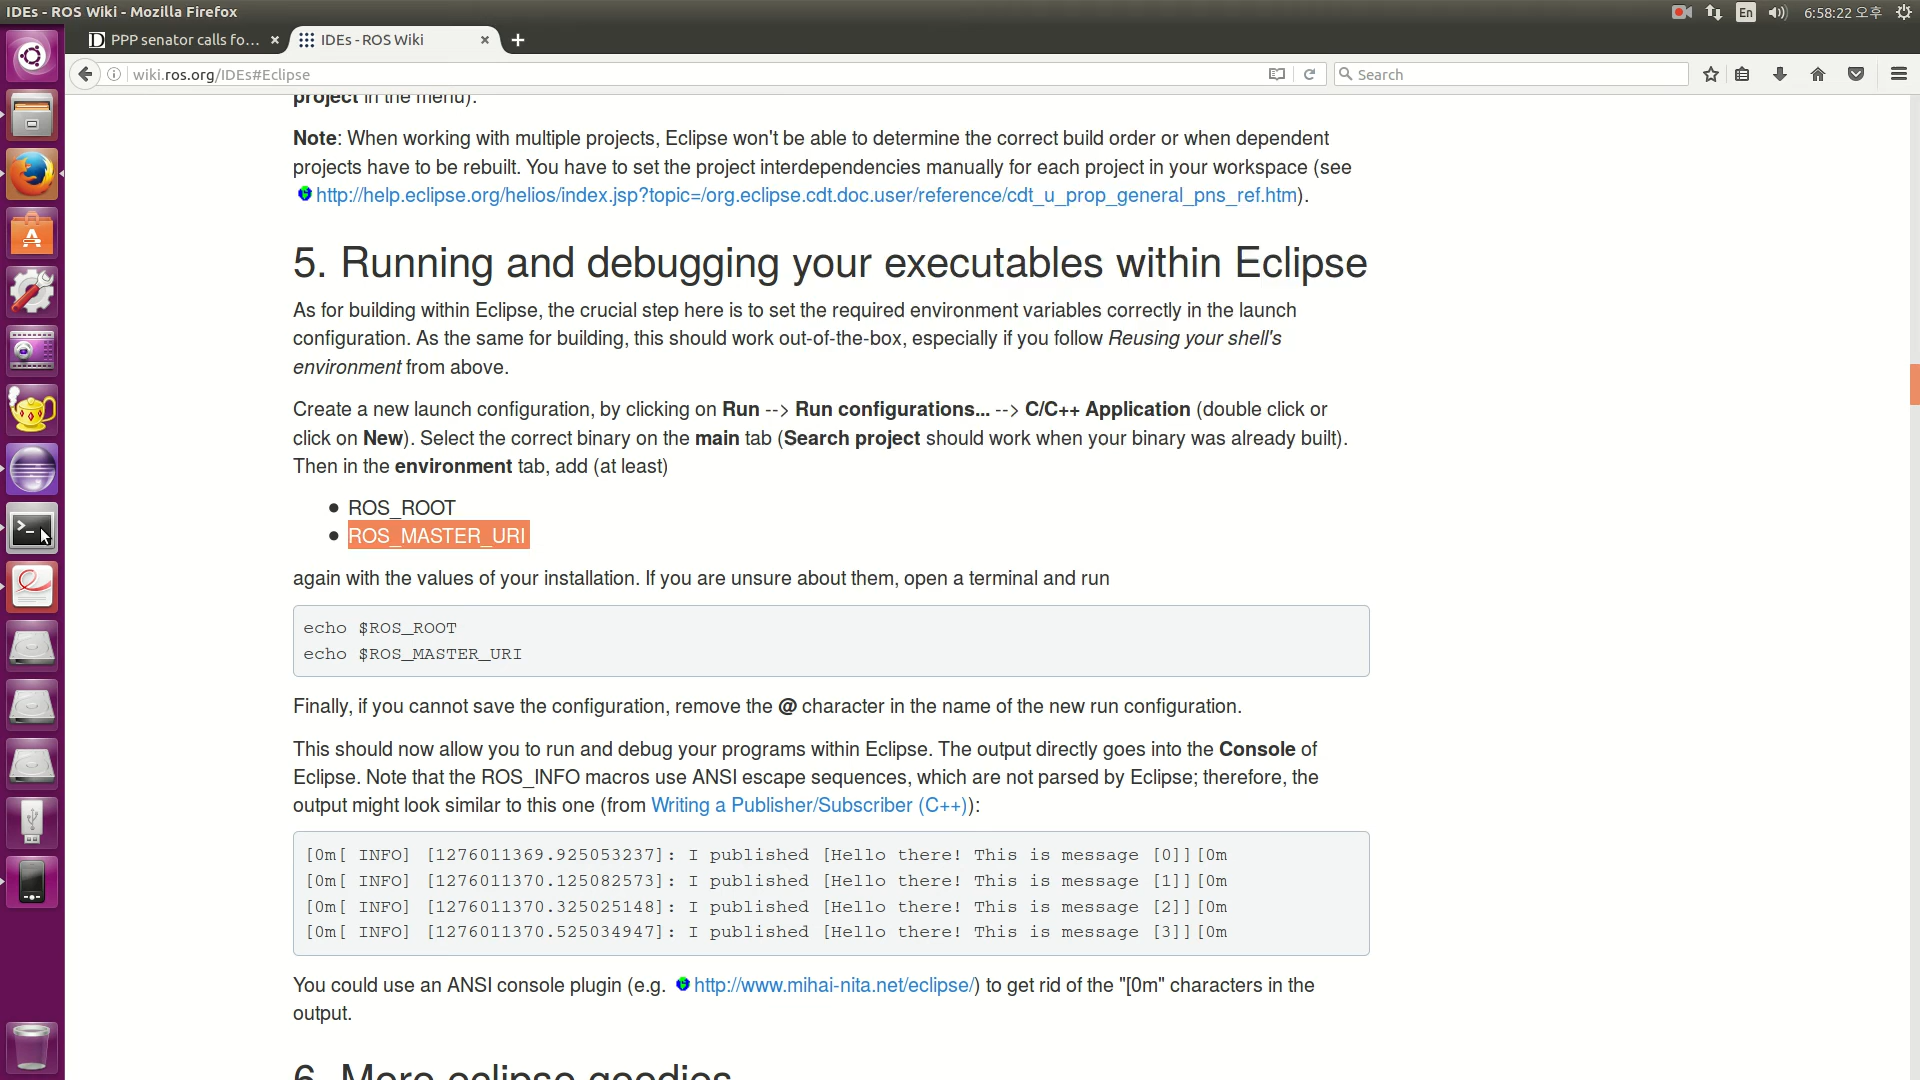 IDEs - ROS Wiki - Mozilla Firefox
En
6:58:22 오후
PPP senator calls fo...
IDEs - ROS Wiki
wiki.ros.org/IDEs#Eclipse
Search
project in the menu).
Note: When working with multiple projects, Eclipse won't be able to determine the correct build order or when dependent
projects have to be rebuilt. You have to set the project interdependencies manually for each project in your workspace (see
http://help.eclipse.org/helios/index.jsp?topic=/org.eclipse.cdt.doc.user/reference/cdt_u_prop_general_pns_ref.htm).
5. Running and debugging your executables within Eclipse
As for building within Eclipse, the crucial step here is to set the required environment variables correctly in the launch
configuration. As the same for building, this should work out-of-the-box, especially if you follow Reusing your shell's
environment from above.
Create a new launch configuration, by clicking on Run --> Run configurations... --> C/C++ Application (double click or
click on New). Select the correct binary on the main tab (Search project should work when your binary was already built).
Then in the environment tab, add (at least)
ROS_ROOT
ROS_MASTER_URI
again with the values of your installation. If you are unsure about them, open a terminal and run
echo $ROS_ROOT
echo $ROS_MASTER_URI
Finally, if you cannot save the configuration, remove the @ character in the name of the new run configuration.
This should now allow you to run and debug your programs within Eclipse. The output directly goes into the Console of
Eclipse. Note that the ROS_INFO macros use ANSI escape sequences, which are not parsed by Eclipse; therefore, the
output might look similar to this one (from Writing a Publisher/Subscriber (C++)):
[0m[ INFO] [1276011369.925053237]: I published [Hello there! This is message [0]][0m
[0m[ INFO] [1276011370.125082573]: I published [Hello there! This is message [1]][0m
[0m[ INFO] [1276011370.325025148]: I published [Hello there! This is message [2]][0m
[0m[ INFO] [1276011370.525034947]: I published [Hello there! This is message [3]][0m
You could use an ANSI console plugin (e.g. http://www.mihai-nita.net/eclipse/) to get rid of the "[0m" characters in the
output.
6. More eclipse goodies